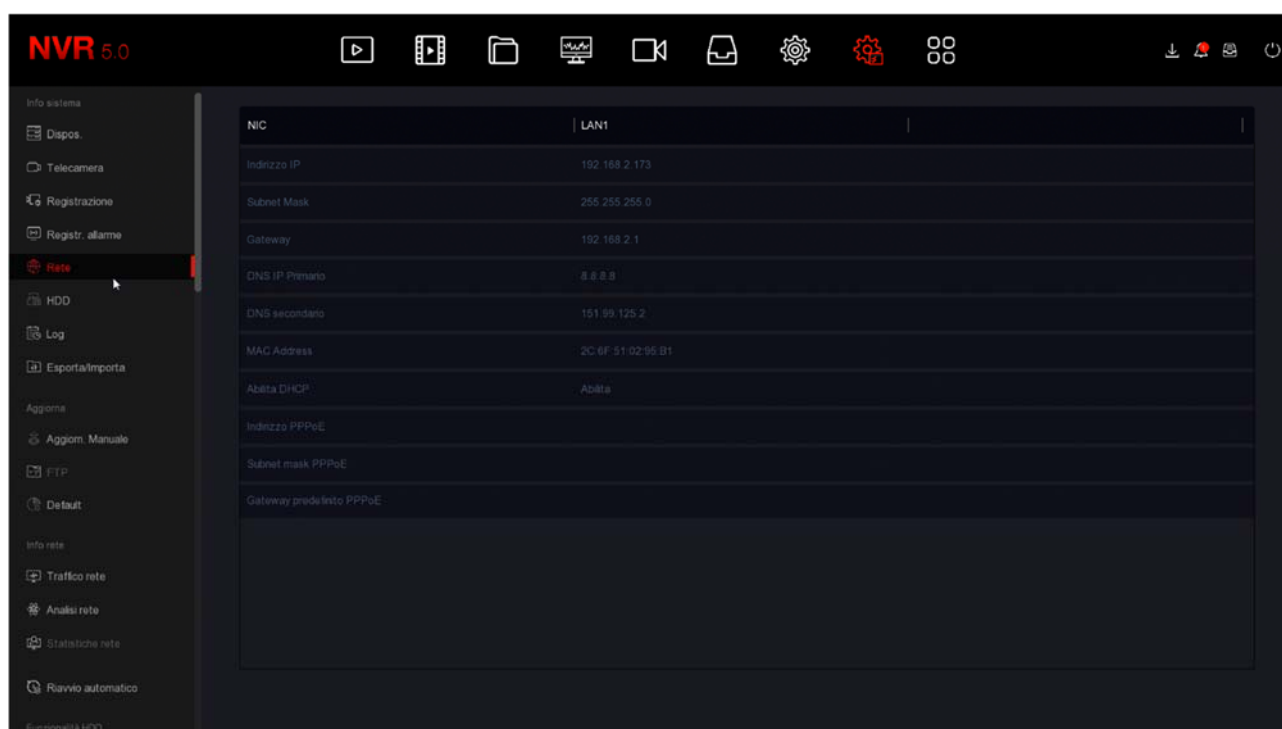 NVR 5.0
Info sistema
Dispos.
Telecamera
Registrazione
Registr. allarme
Rete
HDD
Log
Esporta/Importa
Aggiorna
Aggiorn. Manuale
FTP
Default
Info rete
Traffico rete
Analisi rete
Statistiche rete
Riavvio automatico
Funzionalità HDD
NIC LAN1
Indirizzo IP 192.168.2.173
Subnet Mask 255.255.255.0
Gateway 192.168.2.1
DNS IP Primario 8.8.8.8
DNS secondario 151.99.125.2
MAC Address 2C:6F:51:02:95:B1
Abilita DHCP Abilita
Indirizzo PPPoE
Subnet mask PPPoE
Gateway predefinito PPPoE